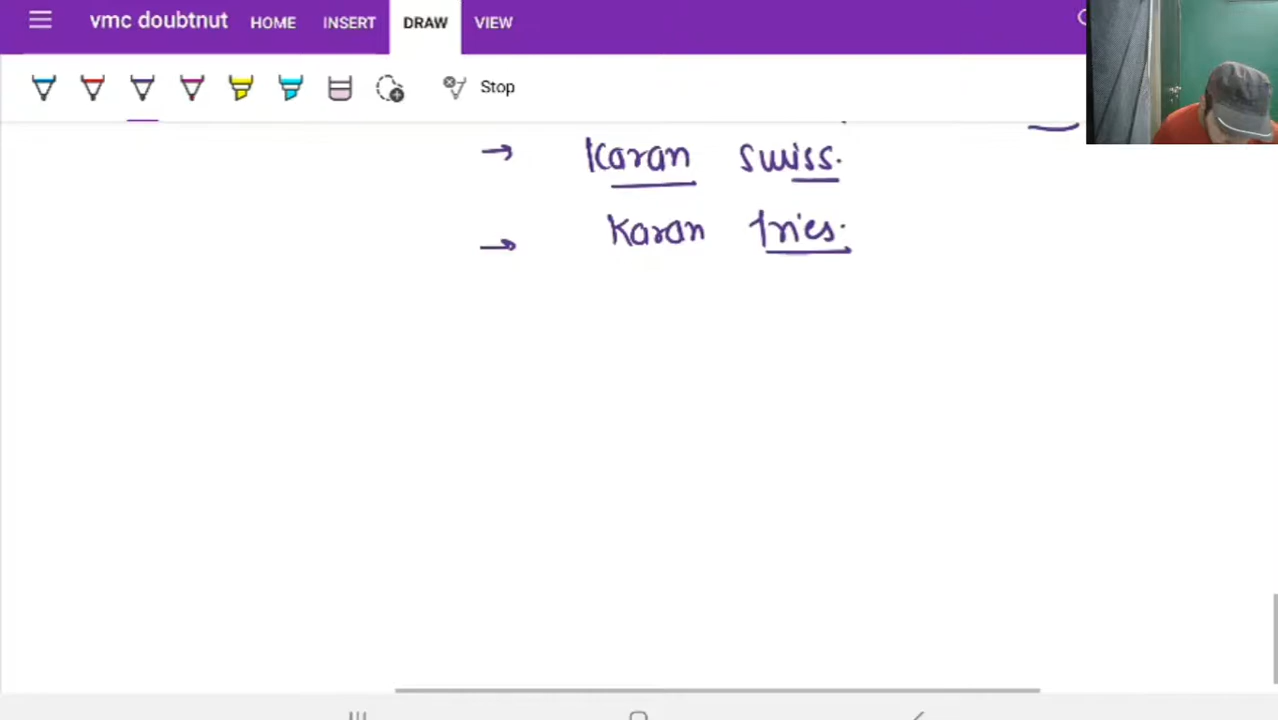 vmc doubtnut HOME INSERT DRAW VIEW
Stop
→ Karan swiss.
→ Karan tries.